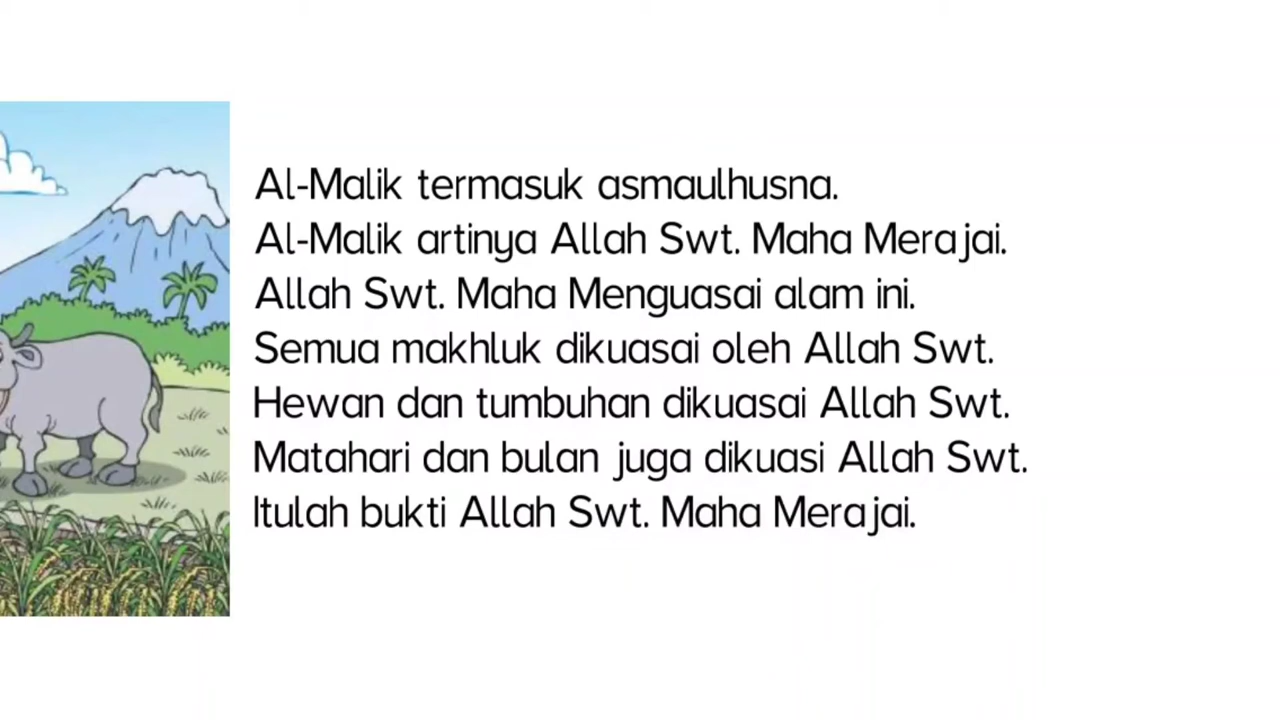 Al-Malik termasuk asmaulhusna.
Al-Malik artinya Allah Swt. Maha Merajai.
Allah Swt. Maha Menguasai alam ini.
Semua makhluk dikuasai oleh Allah Swt.
Hewan dan tumbuhan dikuasai Allah Swt.
Matahari dan bulan juga dikuasi Allah Swt.
Itulah bukti Allah Swt. Maha Merajai.